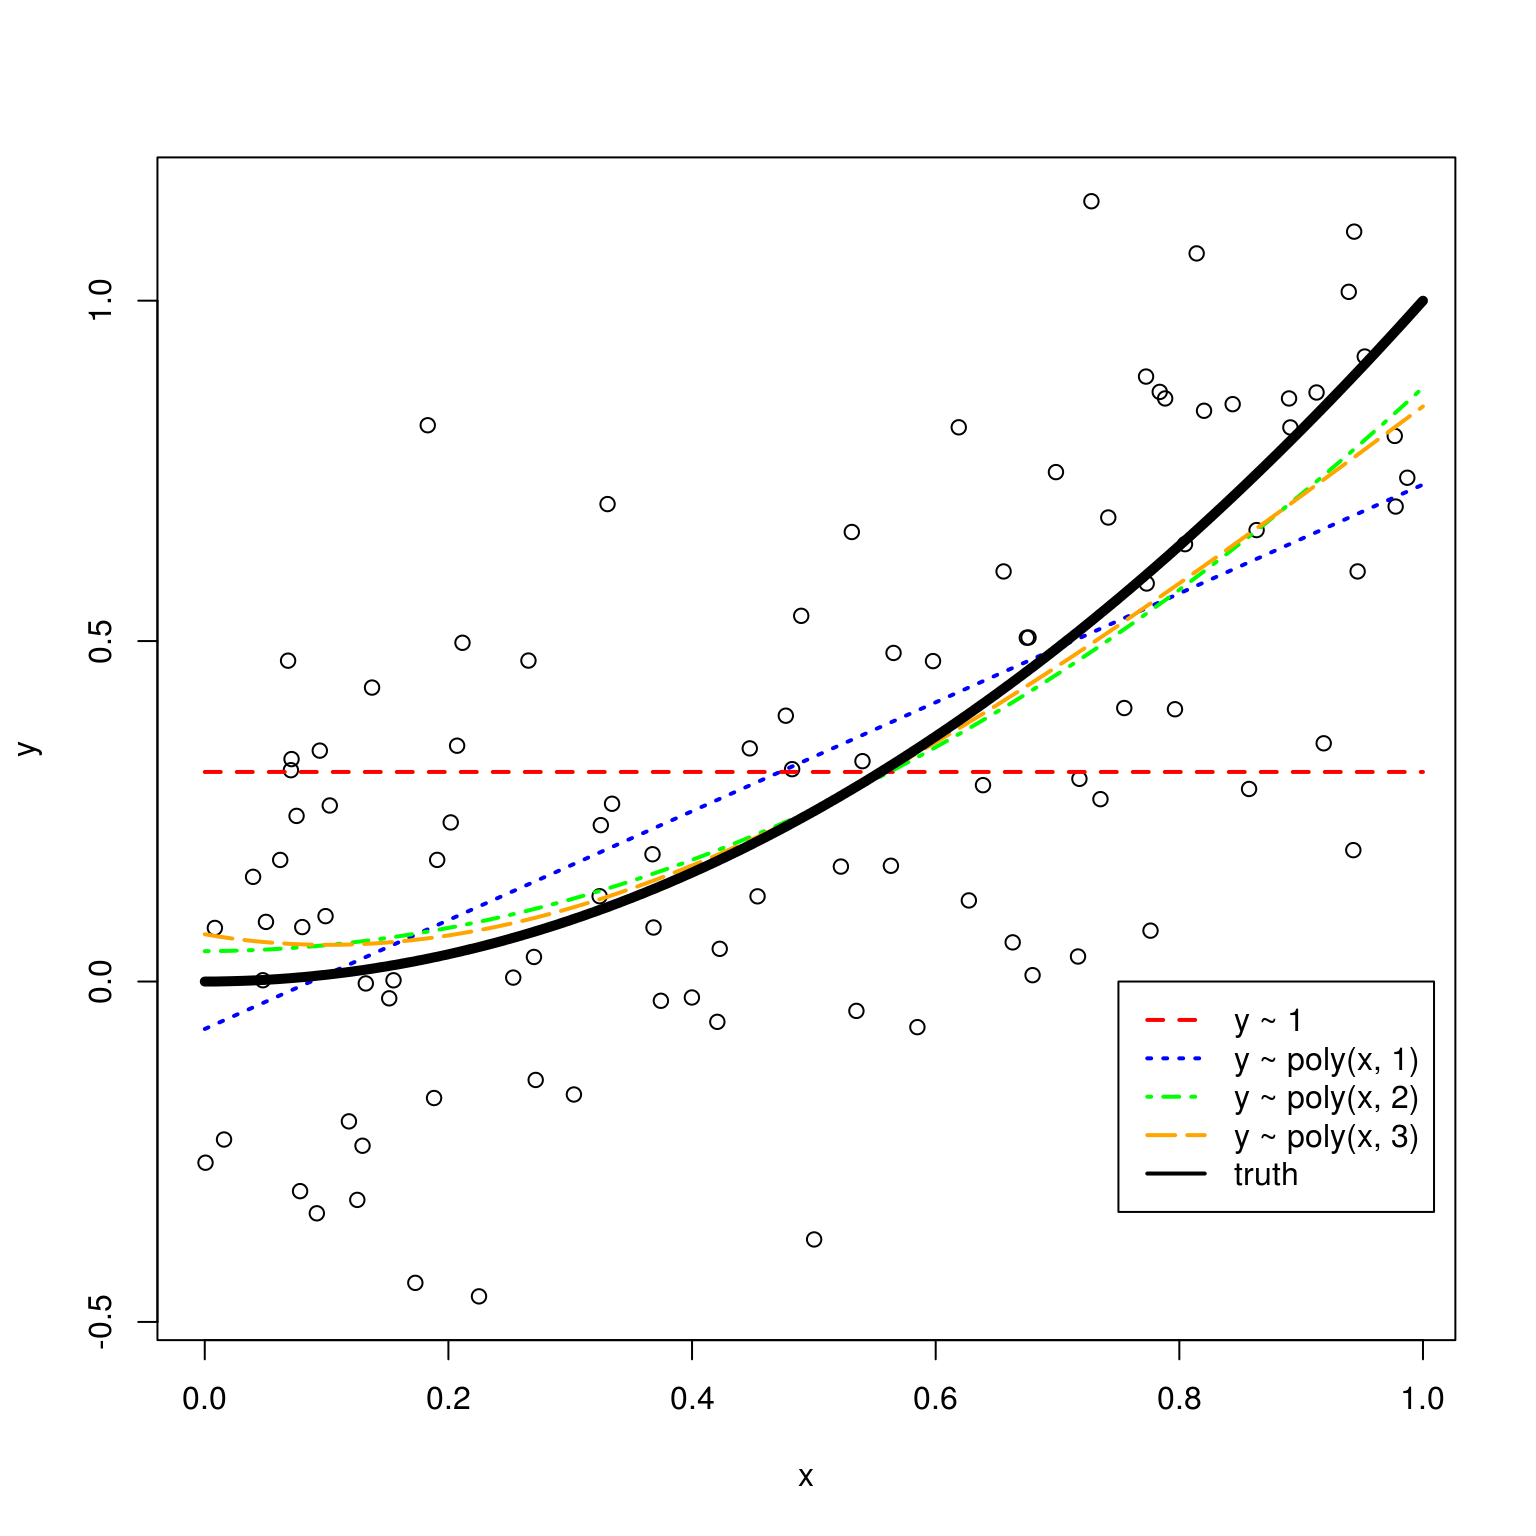 1.0
0.5
0.0
-0.5
y
y ~ 1
y ~ poly(x, 1)
y ~ poly(x, 2)
y ~ poly(x, 3)
truth
0.0 0.2 0.4 0.6 0.8 1.0
x